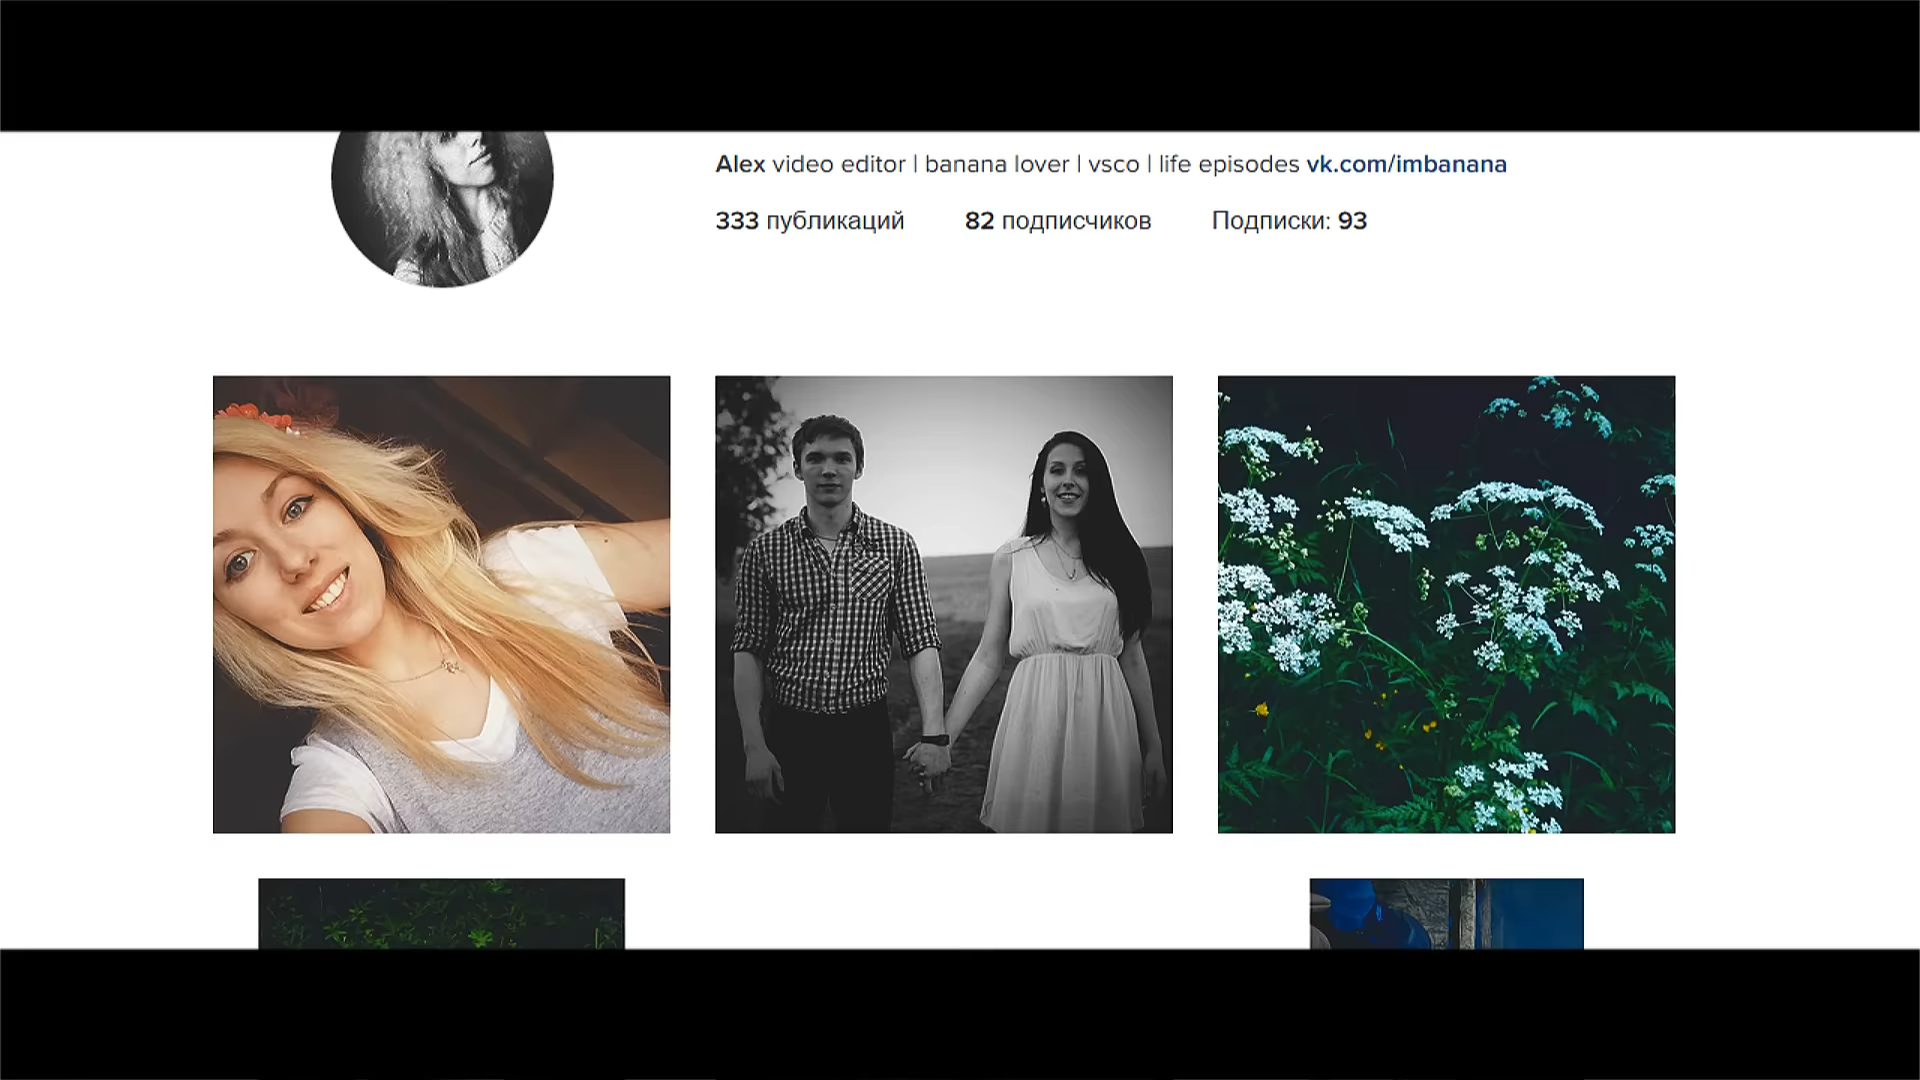 Alex video editor | banana lover | vsco | life episodes vk.com/imbanana
333 публикаций 82 подписчиков Подписки: 93